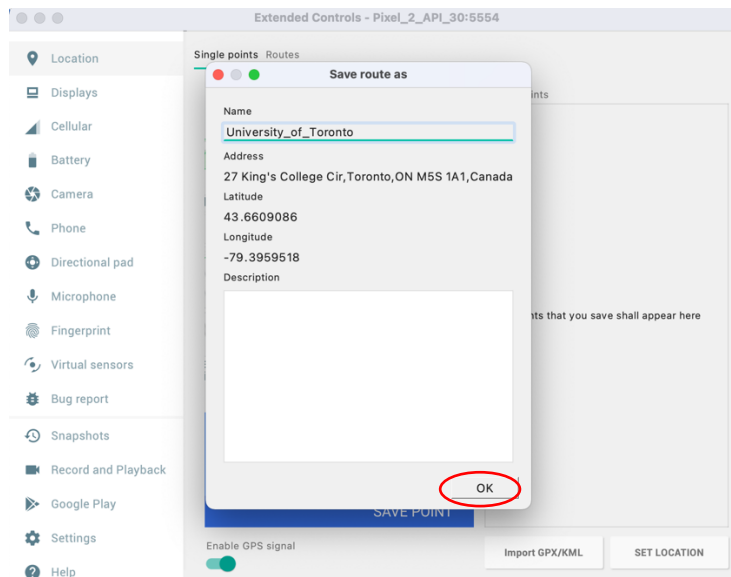 Extended Controls - Pixel_2_API_30:5554
Location
Displays
Cellular
Battery
Camera
Phone
Directional pad
Microphone
Fingerprint
Virtual sensors
Bug report
Snapshots
Record and Playback
Google Play
Settings
Help
Single points Routes
Save route as
Name
University_of_Toronto
Address
27 King's College Cir,Toronto,ON M5S 1A1,Canada
Latitude
43.6609086
Longitude
-79.3959518
Description
OK
SAVE POINT
Enable GPS signal
that you save shall appear here
Import GPX/KML
SET LOCATION